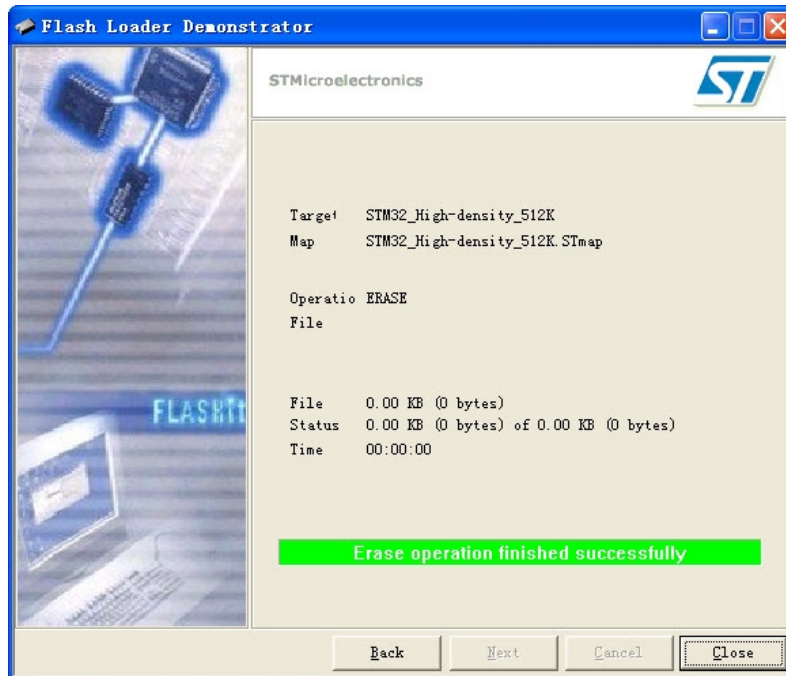 Flash Loader Demonstrator
STMicroelectronics
ST
Target STM32_High-density_512K
Map STM32_High-density_512K.STmap
Operatio ERASE
File
File 0.00 KB (0 bytes)
Status 0.00 KB (0 bytes) of 0.00 KB (0 bytes)
Time 00:00:00
FLASHIt
Erase operation finished successfully
Back Next Cancel Close